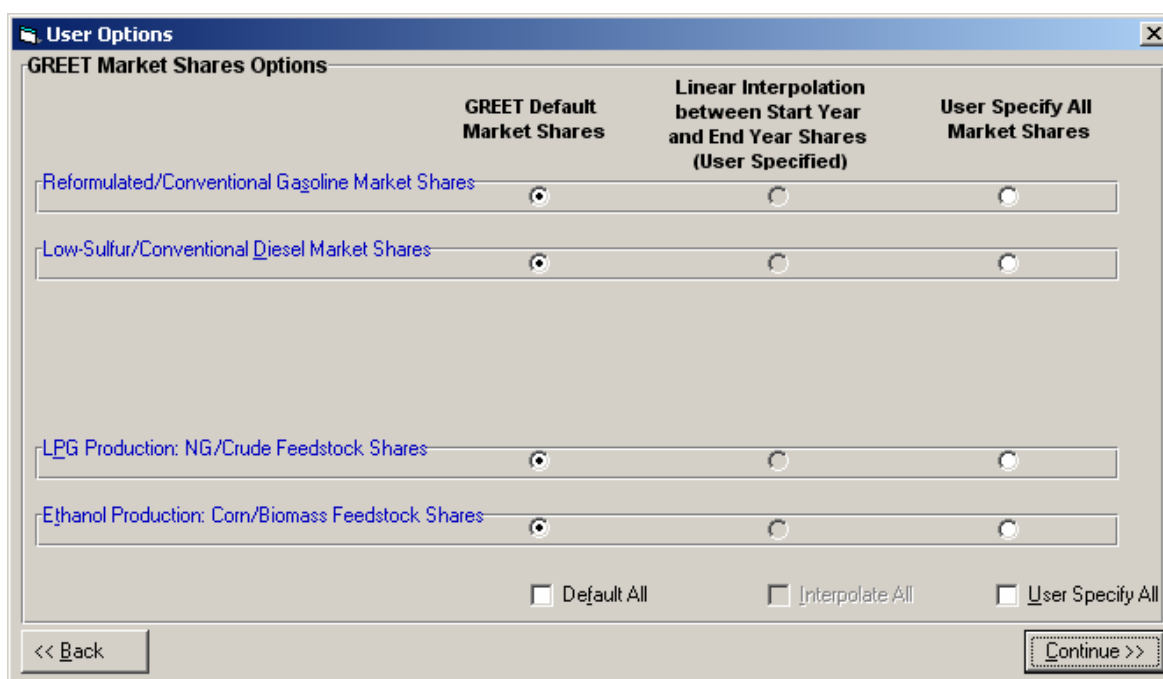 User Options
GREET Market Shares Options
GREET Default
Market Shares
Linear Interpolation
between Start Year
and End Year Shares
(User Specified)
User Specify All
Market Shares
Reformulated/Conventional Gasoline Market Shares
Low-Sulfur/Conventional Diesel Market Shares
LPG Production: NG/Crude Feedstock Shares
Ethanol Production: Corn/Biomass Feedstock Shares
Default All
Interpolate All
User Specify All
<< Back
Continue >>